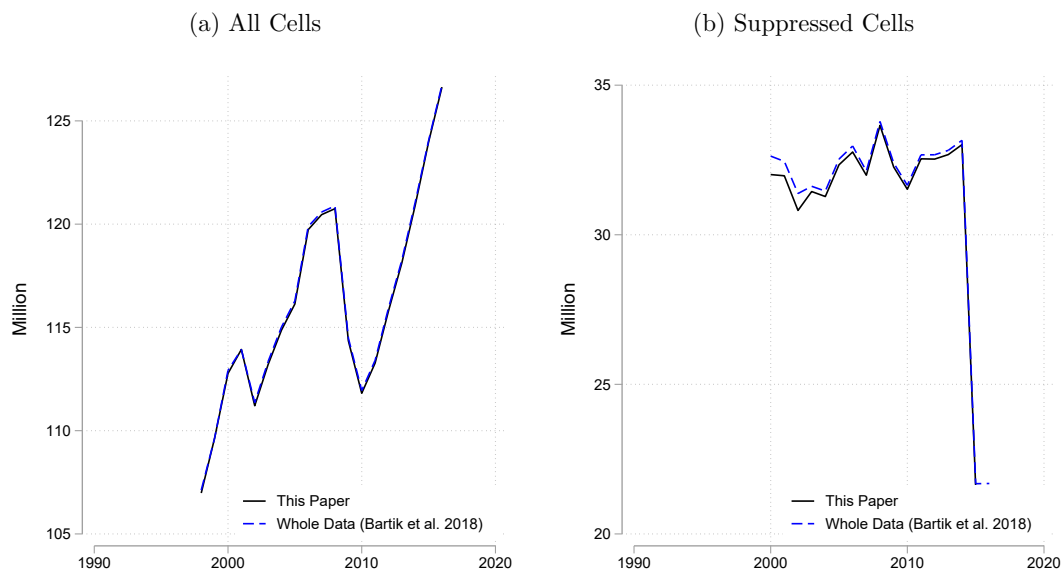 (a) All Cells
125
120
115
110
105
Million
This Paper
Whole Data (Bartik et al. 2018)
1990 2000 2010 2020
(b) Suppressed Cells
35
30
25
20
Million
This Paper
Whole Data (Bartik et al. 2018)
1990 2000 2010 2020